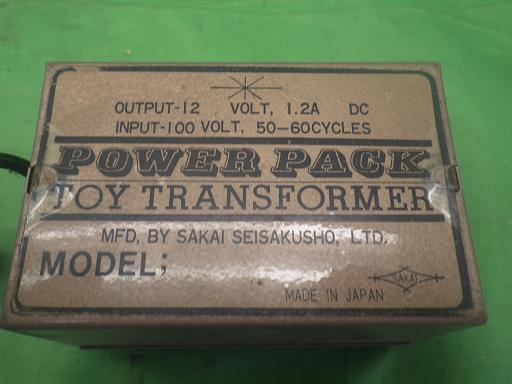 OUTPUT-12 VOLT, 1.2A DC
INPUT-100 VOLT, 50-60CYCLES
POWER PACK
TOY TRANSFORMER
MFD, BY SAKAI SEISAKUSHO, LTD.
MODEL;
SAKAI
MADE IN JAPAN